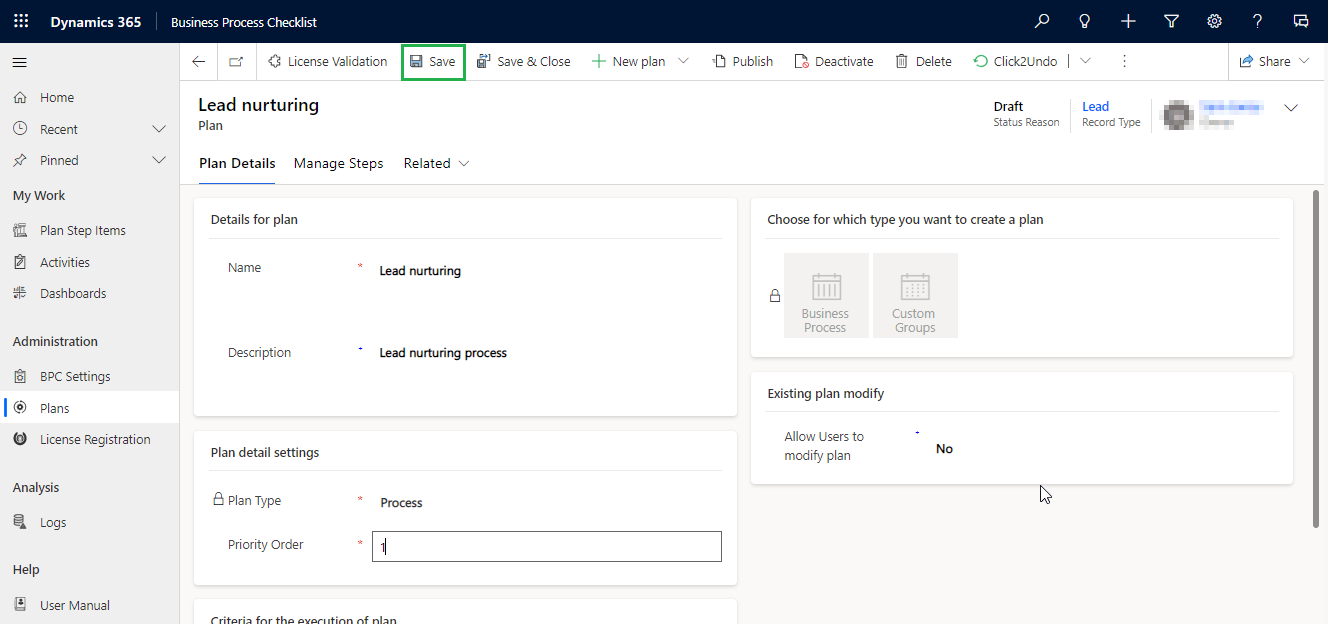 Dynamics 365 Business Process Checklist
License Validation Save Save & Close New plan Publish Deactivate Delete Click2Undo Share
Home
Recent
Pinned
My Work
Plan Step Items
Activities
Dashboards
Administration
BPC Settings
Plans
License Registration
Analysis
Logs
Help
User Manual
Lead nurturing
Plan
Draft
Status Reason
Lead
Record Type
Plan Details Manage Steps Related
Details for plan
Name * Lead nurturing
Description + Lead nurturing process
Plan detail settings
Plan Type * Process
Priority Order * 1
Criteria for the execution of plan
Choose for which type you want to create a plan
Business
Process
Custom
Groups
Existing plan modify
Allow Users to
modify plan
+ No